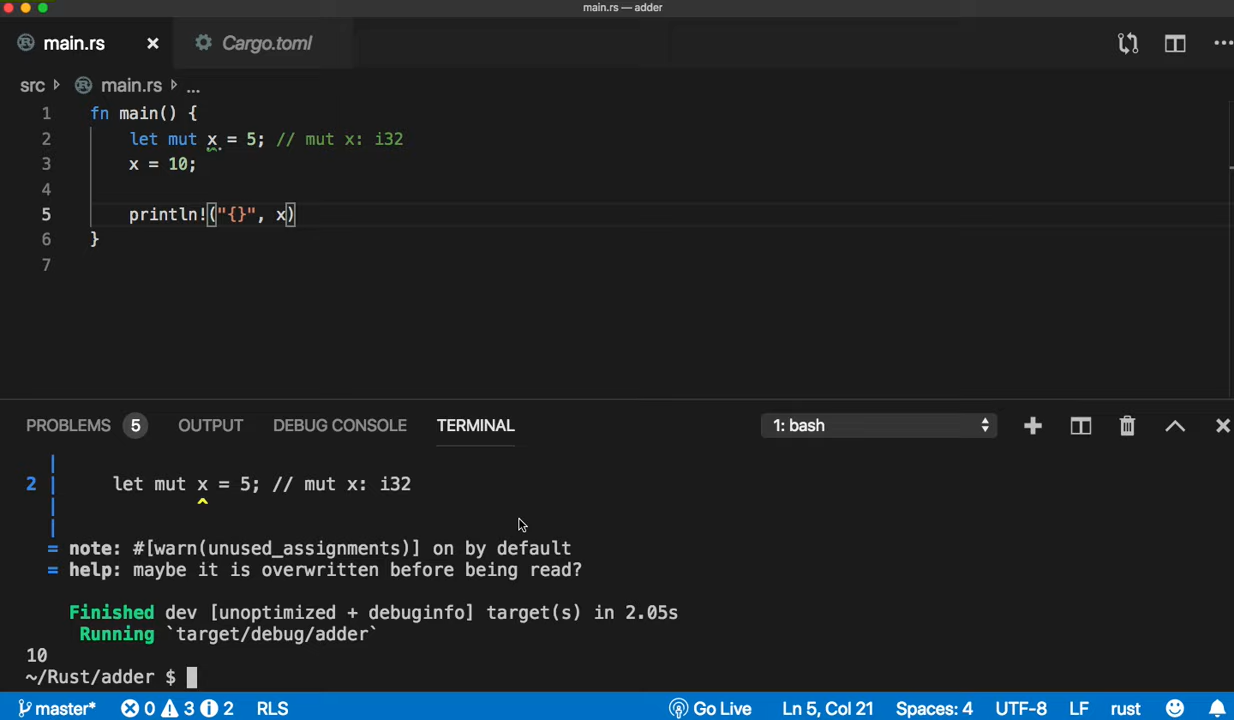 main.rs — adder
main.rs × Cargo.toml ...
src main.rs ...
1 fn main() {
2 let mut x = 5; // mut x: i32
3 x = 10;
4
5 println!("{}", x)
6 }
7
PROBLEMS 5 OUTPUT DEBUG CONSOLE TERMINAL 1: bash
|
2 | let mut x = 5; // mut x: i32
| ^
|
= note: #[warn(unused_assignments)] on by default
= help: maybe it is overwritten before being read?
Finished dev [unoptimized + debuginfo] target(s) in 2.05s
Running `target/debug/adder`
10
~/Rust/adder $
master* 0 3 2 RLS Go Live Ln 5, Col 21 Spaces: 4 UTF-8 LF rust